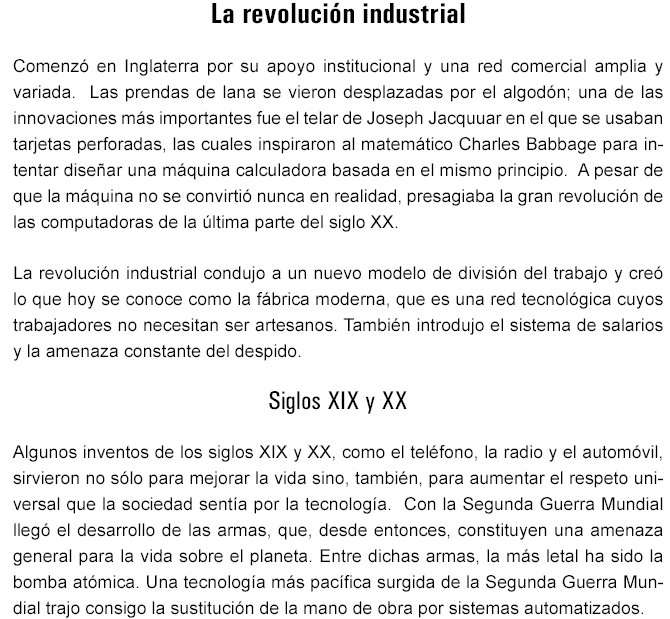 La revolución industrial
Comenzó en Inglaterra por su apoyo institucional y una red comercial amplia y
variada. Las prendas de lana se vieron desplazadas por el algodón; una de las
innovaciones más importantes fue el telar de Joseph Jacquuar en el que se usaban
tarjetas perforadas, las cuales inspiraron al matemático Charles Babbage para in-
tentar diseñar una máquina calculadora basada en el mismo principio. A pesar de
que la máquina no se convirtió nunca en realidad, presagiaba la gran revolución de
las computadoras de la última parte del siglo XX.
La revolución industrial condujo a un nuevo modelo de división del trabajo y creó
lo que hoy se conoce como la fábrica moderna, que es una red tecnológica cuyos
trabajadores no necesitan ser artesanos. También introdujo el sistema de salarios
y la amenaza constante del despido.
Siglos XIX y XX
Algunos inventos de los siglos XIX y XX, como el teléfono, la radio y el automóvil,
sirvieron no sólo para mejorar la vida sino, también, para aumentar el respeto uni-
versal que la sociedad sentía por la tecnología. Con la Segunda Guerra Mundial
llegó el desarrollo de las armas, que, desde entonces, constituyen una amenaza
general para la vida sobre el planeta. Entre dichas armas, la más letal ha sido la
bomba atómica. Una tecnología más pacífica surgida de la Segunda Guerra Mun-
dial trajo consigo la sustitución de la mano de obra por sistemas automatizados.